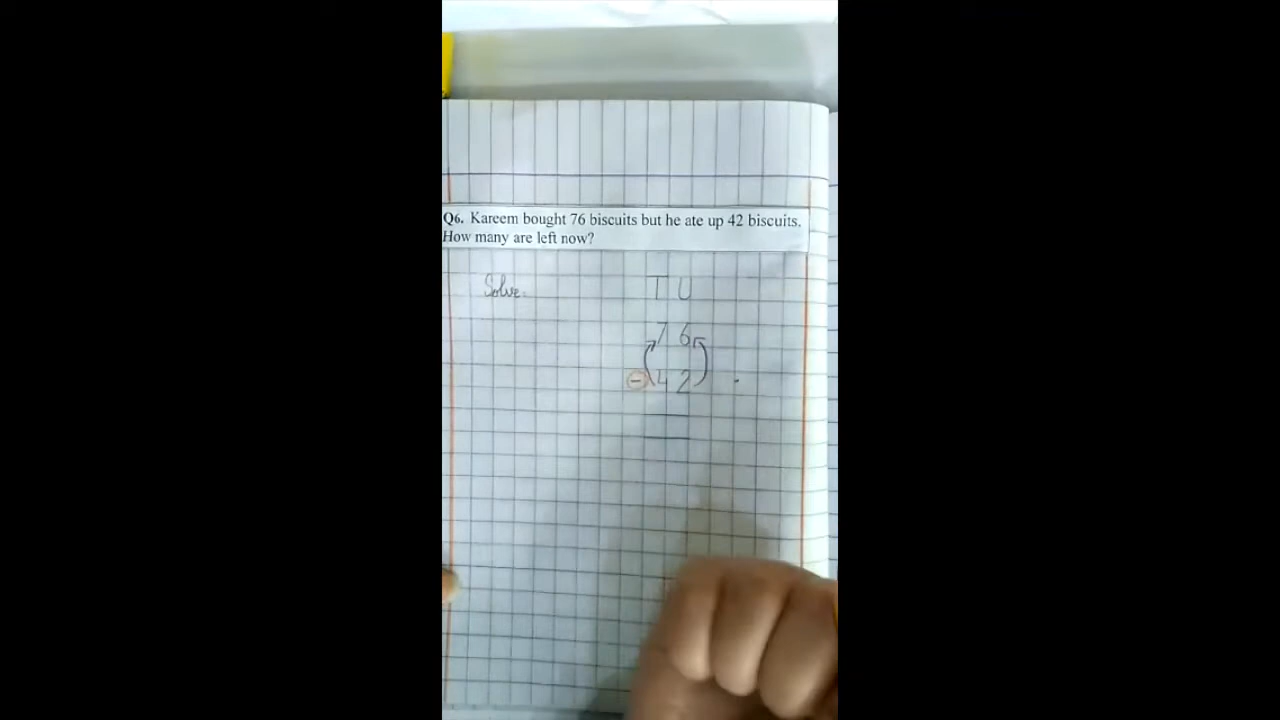 Q6. Kareem bought 76 biscuits but he ate up 42 biscuits.
How many are left now?
Solve:
T U
7 6
- 4 2